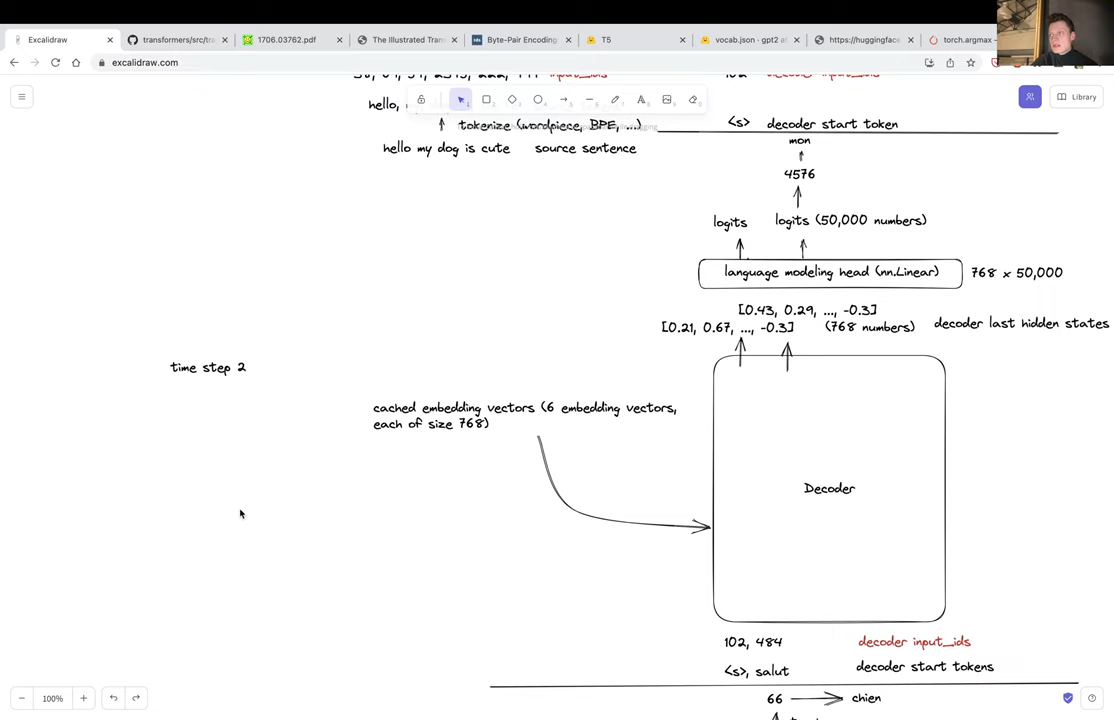 Excalidraw
transformers/src/tra
1706.03762.pdf
The Illustrated Tran
Byte-Pair Encoding
T5
vocab.json · gpt2 at
https://huggingface.
torch.argmax —
excalidraw.com
input_ids
102
decoder input_ids
hello,
Library
tokenize (wordpiece, BPE, ...)
<s> decoder start token
hello my dog is cute source sentence
mon
4576
logits logits (50,000 numbers)
language modeling head (nn.Linear) 768 x 50,000
[0.43, 0.29, ..., -0.3]
[0.21, 0.67, ..., -0.3] (768 numbers) decoder last hidden states
time step 2
cached embedding vectors (6 embedding vectors,
each of size 768)
Decoder
102, 484 decoder input_ids
<s>, salut decoder start tokens
66 chien
100%